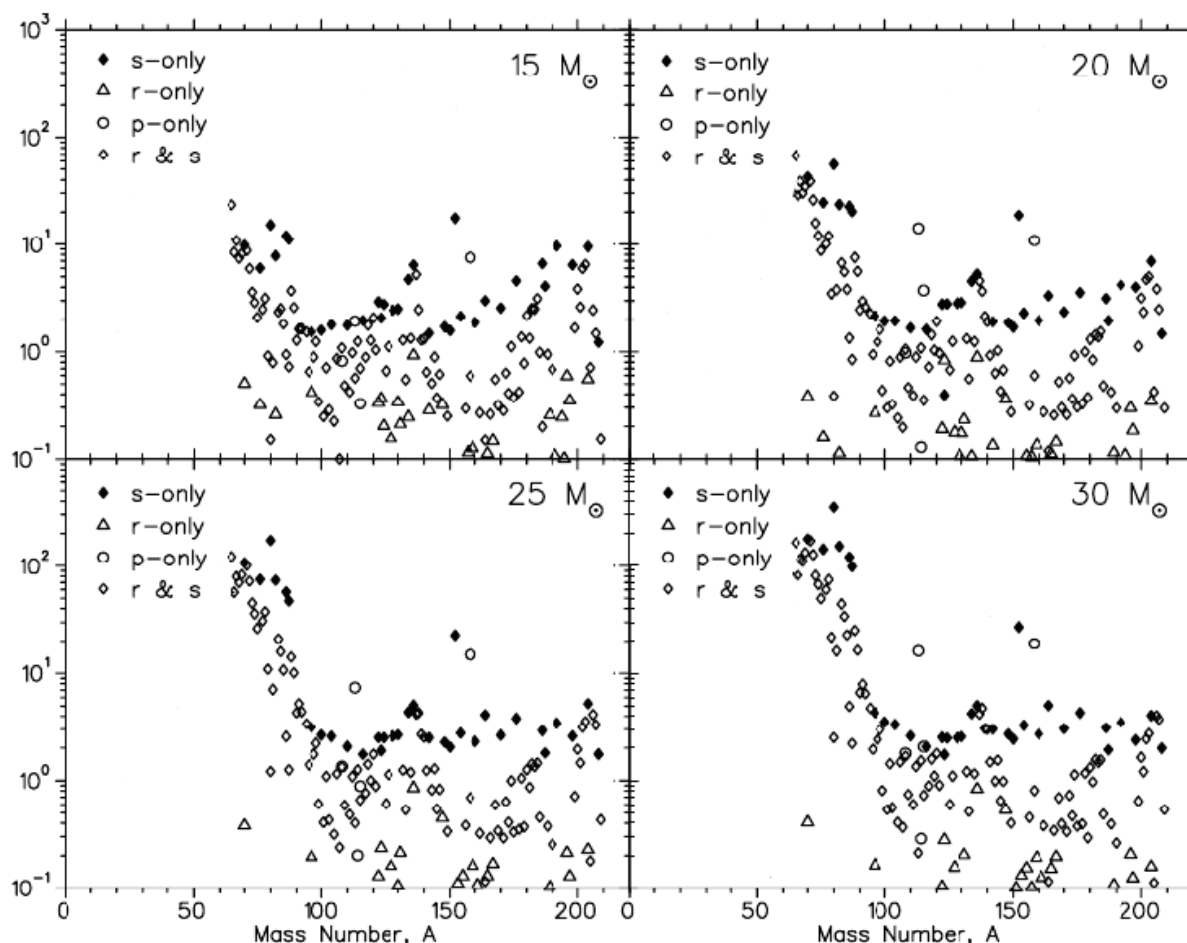 10³
10²
10¹
10⁰
10⁻¹
s-only
r-only
p-only
r & s
15 M☉
s-only
r-only
p-only
r & s
20 M☉
10²
10¹
10⁰
10⁻¹
s-only
r-only
p-only
r & s
25 M☉
s-only
r-only
p-only
r & s
30 M☉
0 50 100 150 200 0 50 100 150 200
Mass Number, A Mass Number, A